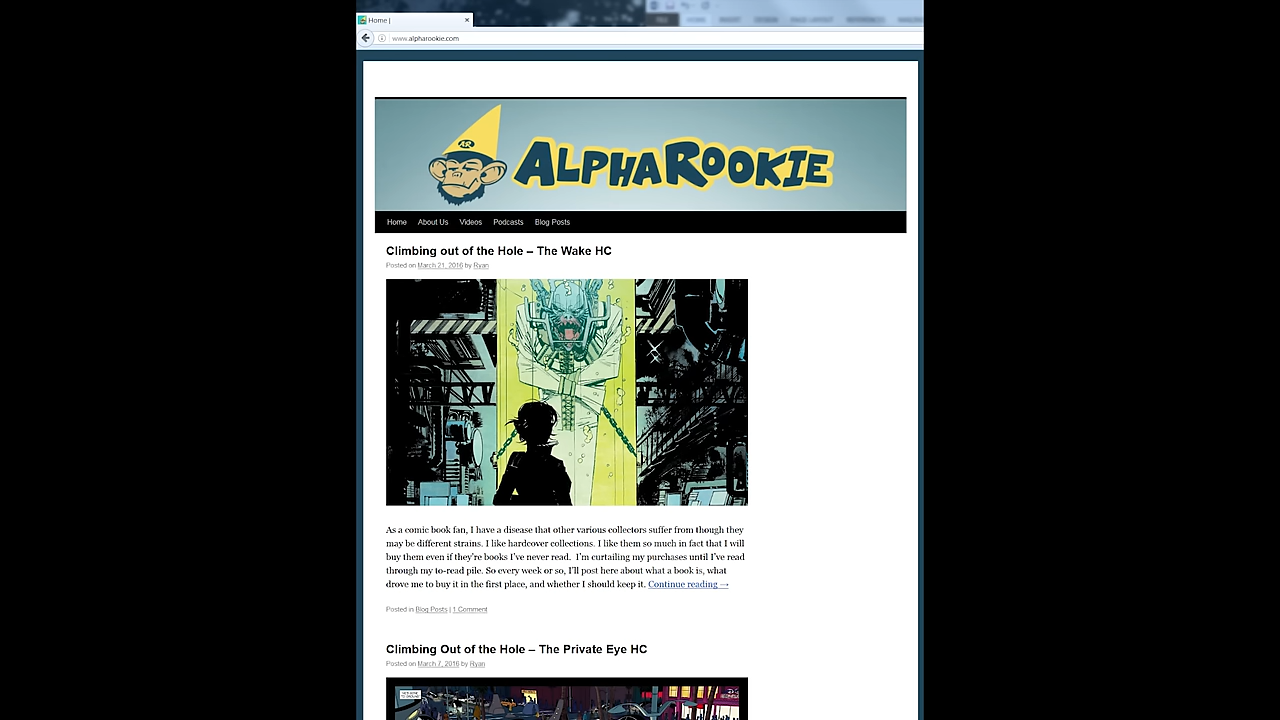 Home |
www.alpharookie.com
AR
ALPHAROOKIE
Home About Us Videos Podcasts Blog Posts
Climbing out of the Hole – The Wake HC
Posted on March 21, 2016 by Ryan
As a comic book fan, I have a disease that other various collectors suffer from though they
may be different strains. I like hardcover collections. I like them so much in fact that I will
buy them even if they're books I've never read.  I'm curtailing my purchases until I've read
through my to-read pile. So every week or so, I'll post here about what a book is, what
drove me to buy it in the first place, and whether I should keep it. Continue reading →
Posted in Blog Posts | 1 Comment
Climbing Out of the Hole – The Private Eye HC
Posted on March 7, 2016 by Ryan